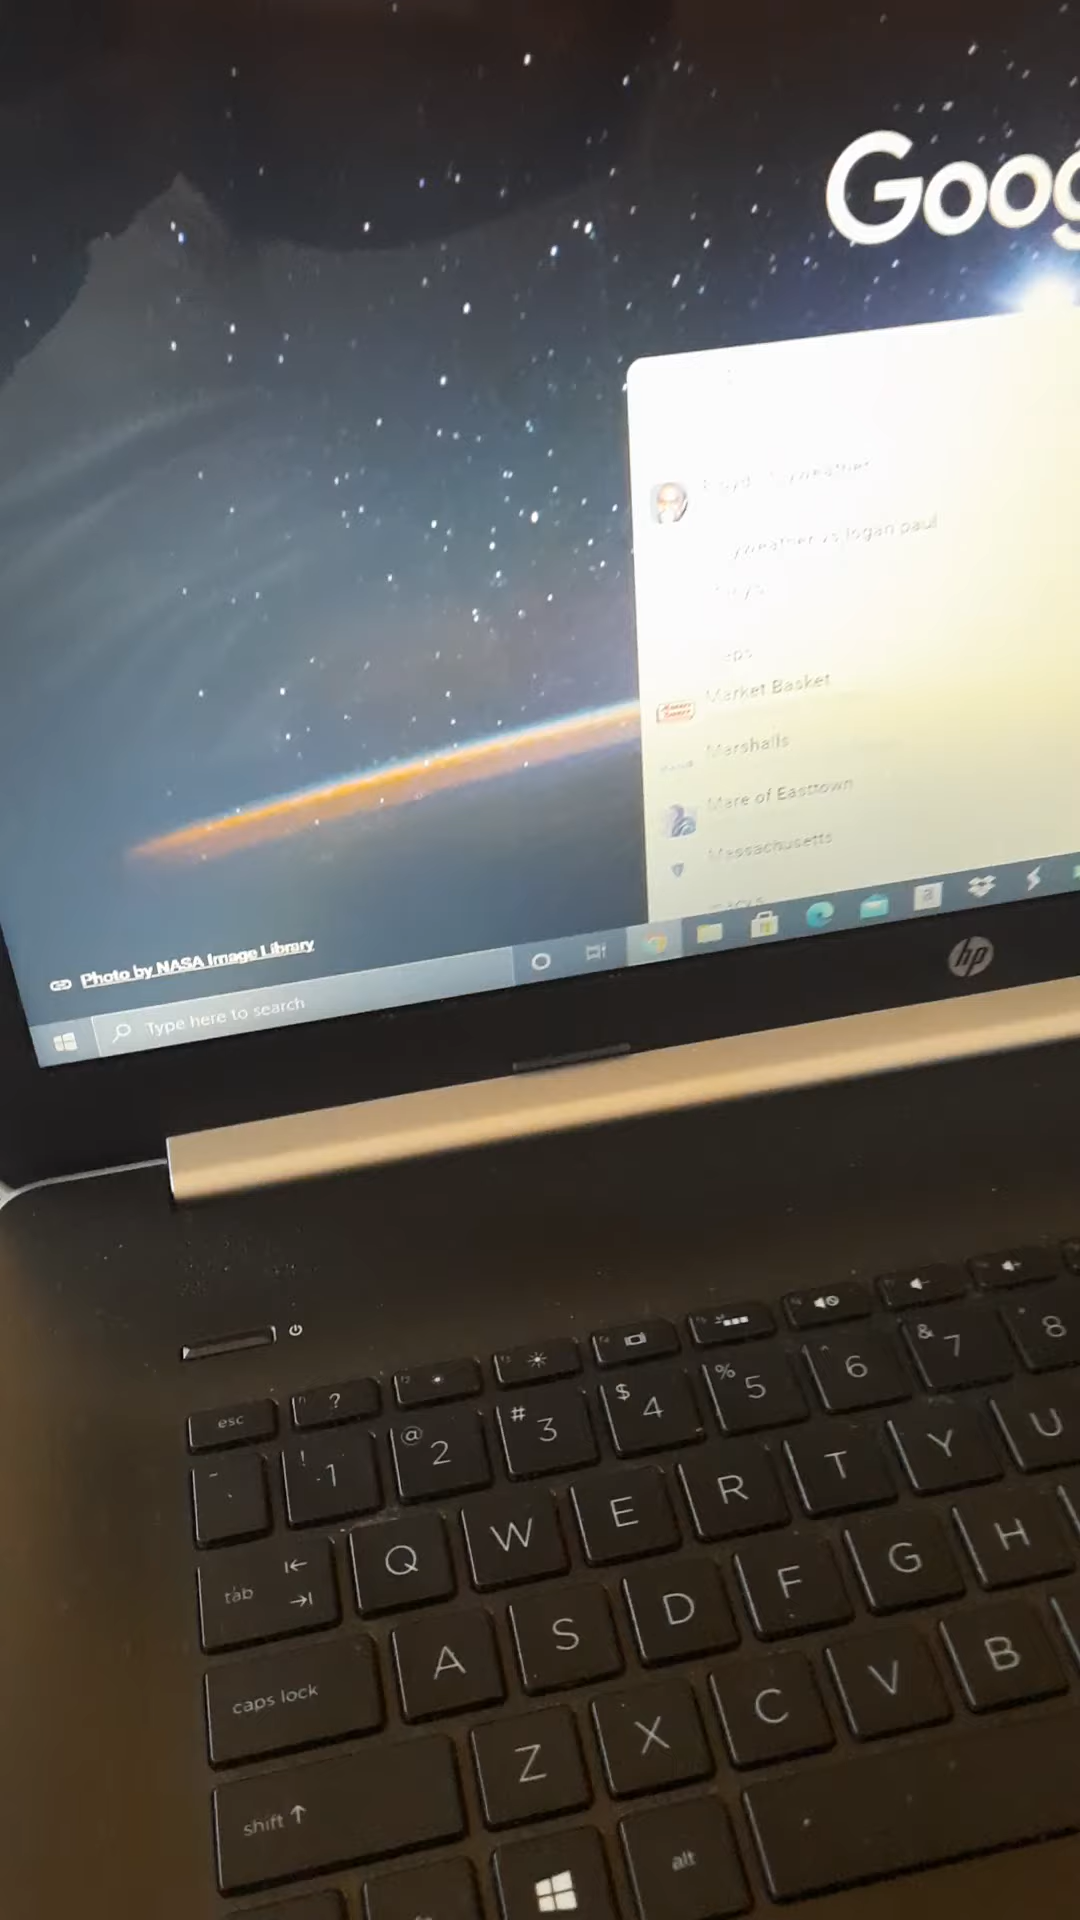 Goog
vs logan paul
Market Basket
Marshalls
Mare of Easttown
Massachusetts
Photo by NASA Image Library
Type here to search
hp
esc
?
! 1
@ 2
# 3
$ 4
% 5
^ 6
& 7
* 8
tab
Q W E R T Y U
caps lock
A S D F G H
shift
Z X C V B
alt